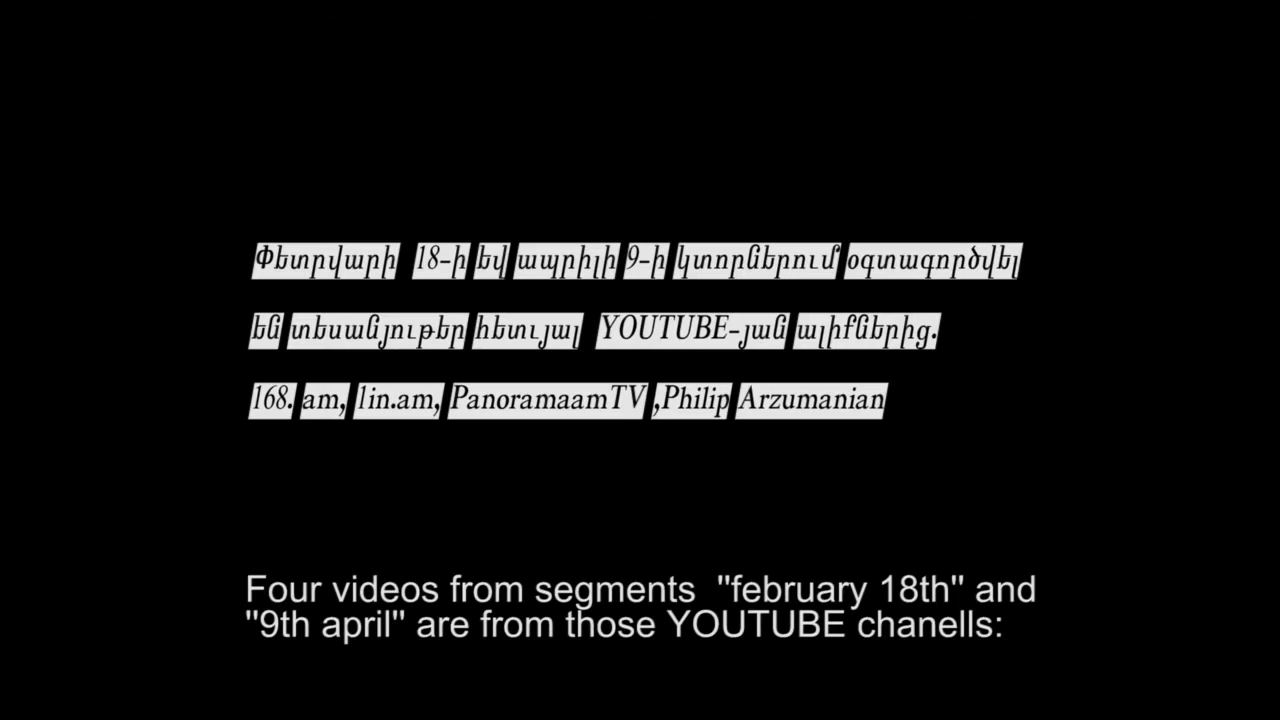 Փետրվարի 18-ի եվ ապրիլի 9-ի կտորներում օգտագործվել
են տեսանյութեր հետւյալ YOUTUBE-յան ալիքներից.
168. am, 1in.am, PanoramaamTV ,Philip Arzumanian
Four videos from segments "february 18th" and
"9th april" are from those YOUTUBE chanells: